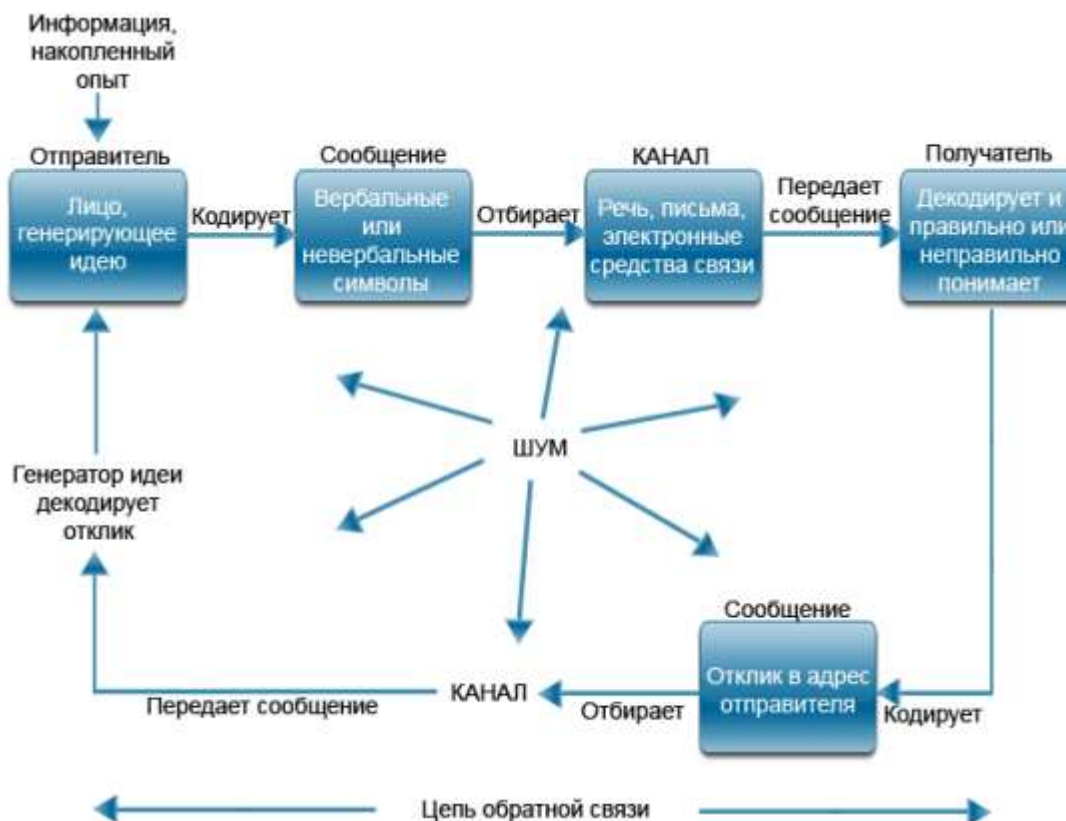 Информация,
накопленный
опыт
Отправитель
Лицо,
генерирующее
идею
Кодирует
Сообщение
Вербальные
или
невербальные
символы
Отбирает
КАНАЛ
Речь, письма,
электронные
средства связи
Передает
сообщение
Получатель
Декодирует и
правильно или
неправильно
понимает
ШУМ
Генератор идеи
декодирует
отклик
Сообщение
Отклик в адрес
отправителя
Кодирует
Отбирает
КАНАЛ
Передает сообщение
Цепь обратной связи